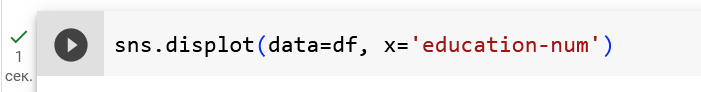 sns.displot(data=df, x='education-num')
1
сек.